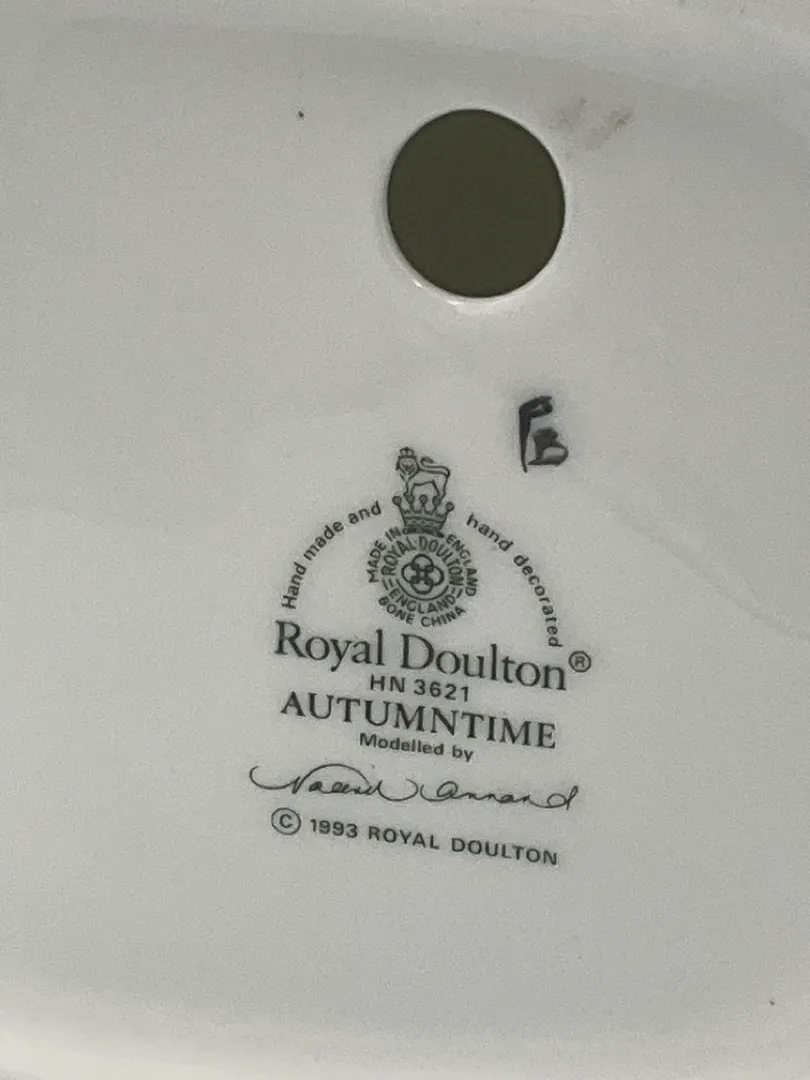 FB
Hand made and hand decorated
MADE IN ENGLAND
ROYAL DOULTON
ENGLAND
BONE CHINA
Royal Doulton®
HN 3621
AUTUMNTIME
Modelled by
© 1993 ROYAL DOULTON